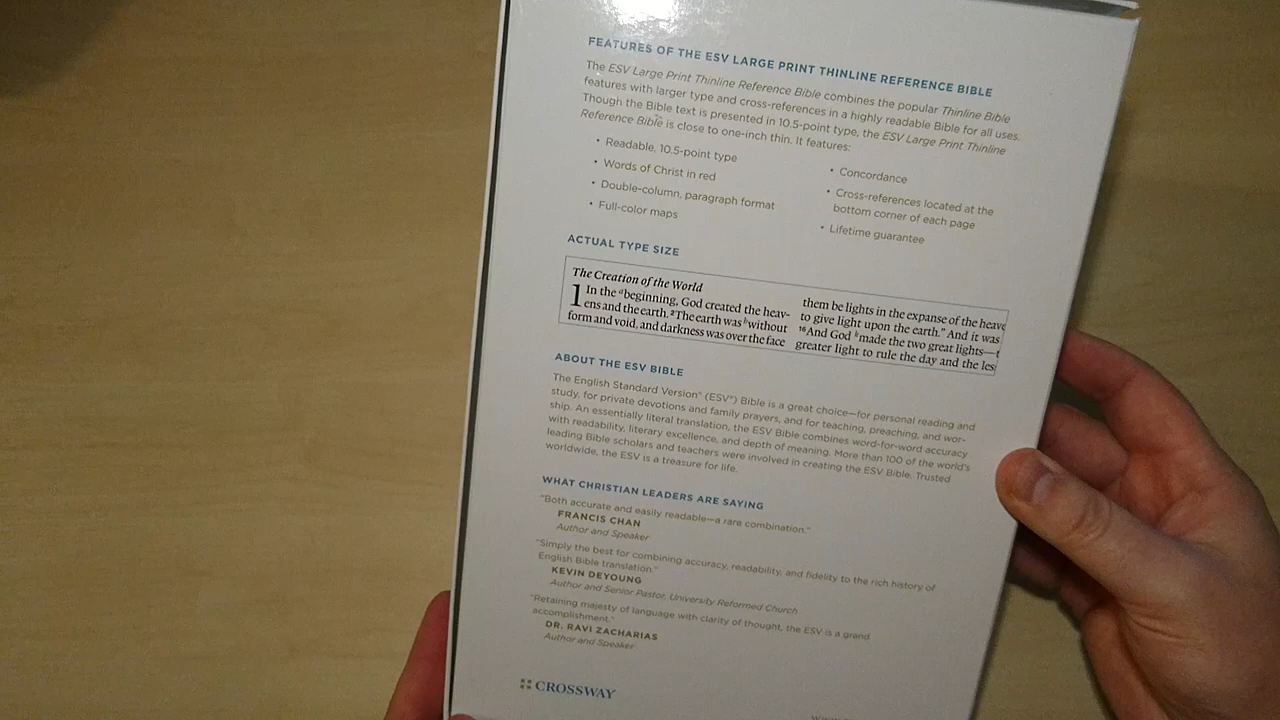 FEATURES OF THE ESV LARGE PRINT THINLINE REFERENCE BIBLE
The ESV Large Print Thinline Reference Bible combines the popular Thinline Bible
features with larger type and cross-references in a highly readable Bible for all uses.
Though the Bible text is presented in 10.5-point type, the ESV Large Print Thinline
Reference Bible is close to one-inch thin. It features:
• Readable, 10.5-point type
• Words of Christ in red
• Double-column, paragraph format
• Full-color maps
• Concordance
• Cross-references located at the
bottom corner of each page
• Lifetime guarantee
ACTUAL TYPE SIZE
The Creation of the World
1 In the ᵃbeginning, God created the heav-
ens and the earth. ²The earth was ᵇwithout
form and void, and darkness was over the face
them be lights in the expanse of the heave
to give light upon the earth.” And it was
¹⁶And God ᵏmade the two great lights—t
greater light to rule the day and the les
ABOUT THE ESV BIBLE
The English Standard Version® (ESV®) Bible is a great choice—for personal reading and
study, for private devotions and family prayers, and for teaching, preaching, and wor-
ship. An essentially literal translation, the ESV Bible combines word-for-word accuracy
with readability, literary excellence, and depth of meaning. More than 100 of the world's
leading Bible scholars and teachers were involved in creating the ESV Bible. Trusted
worldwide, the ESV is a treasure for life.
WHAT CHRISTIAN LEADERS ARE SAYING
“Both accurate and easily readable—a rare combination.”
FRANCIS CHAN
Author and Speaker
“Simply the best for combining accuracy, readability, and fidelity to the rich history of
English Bible translation.”
KEVIN DEYOUNG
Author and Senior Pastor, University Reformed Church
“Retaining majesty of language with clarity of thought, the ESV is a grand
accomplishment.”
DR. RAVI ZACHARIAS
Author and Speaker
CROSSWAY